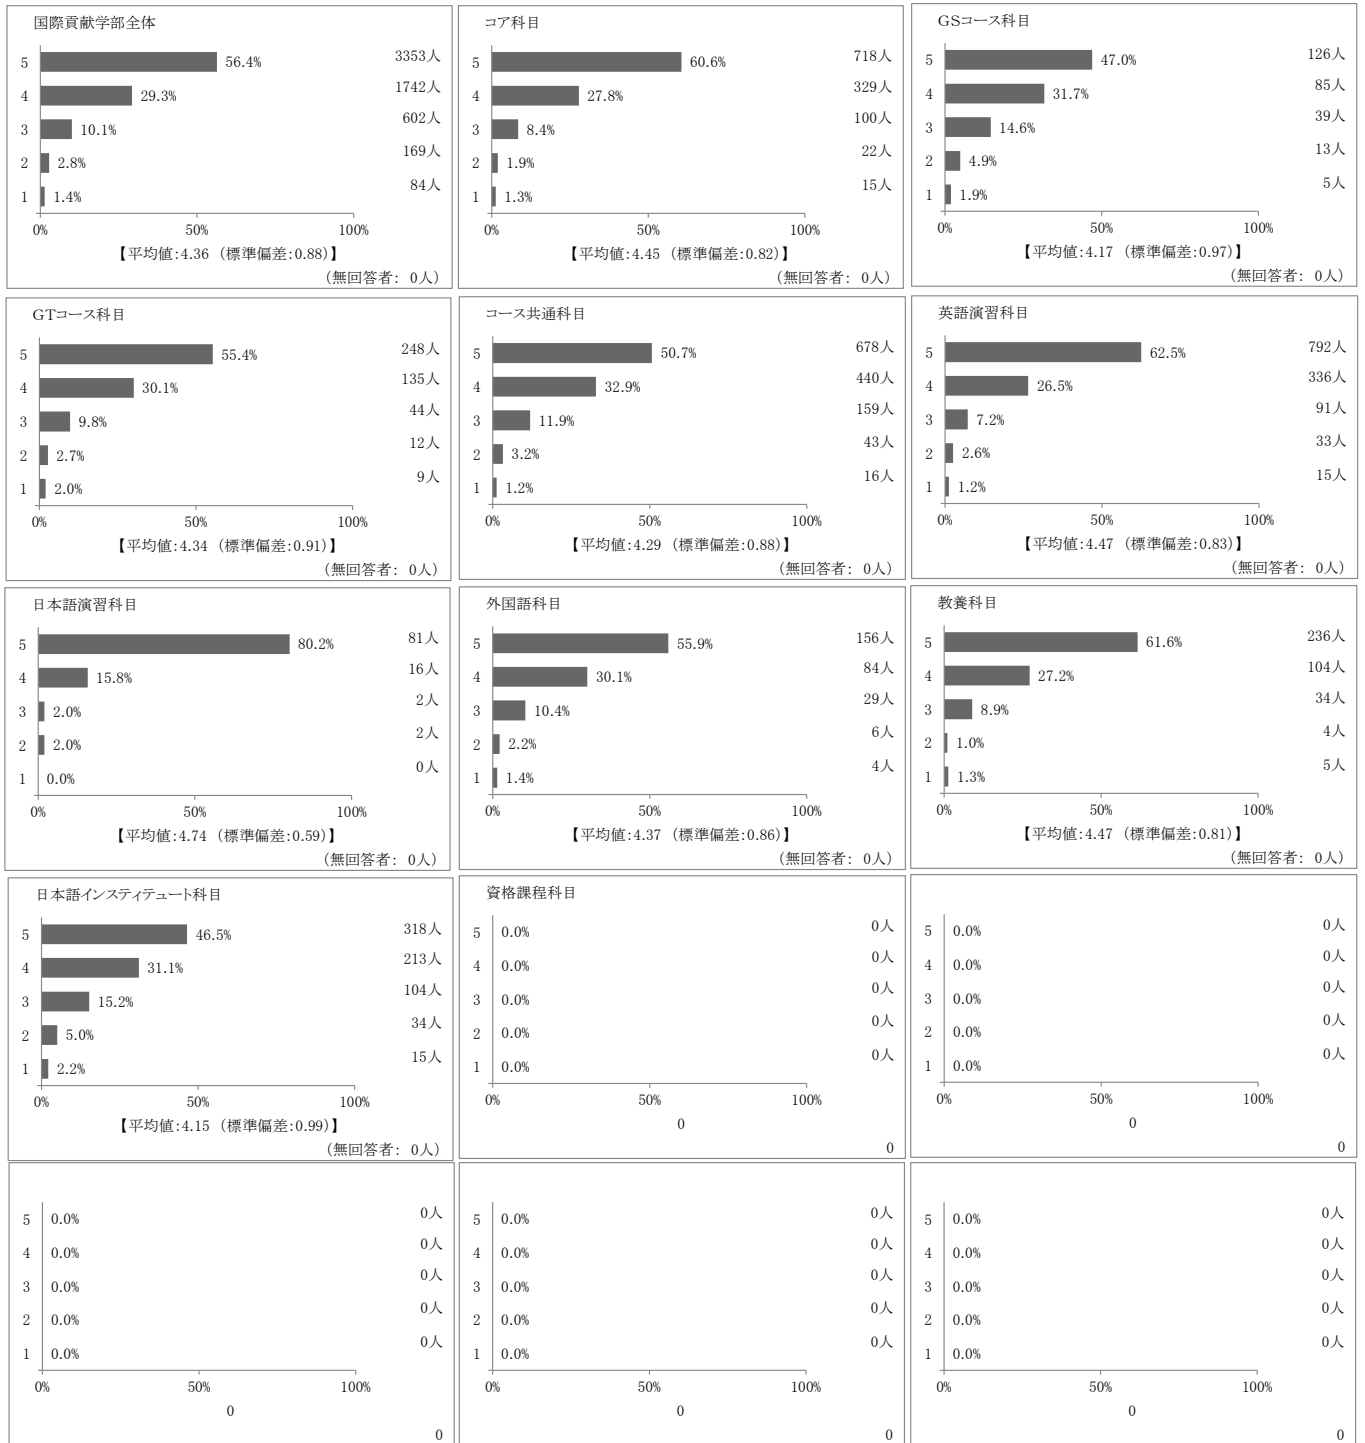 国際貢献学部全体
5 56.4% 3353人
4 29.3% 1742人
3 10.1% 602人
2 2.8% 169人
1 1.4% 84人
0% 50% 100%
【平均値:4.36 (標準偏差:0.88)】
(無回答者: 0人)
コア科目
5 60.6% 718人
4 27.8% 329人
3 8.4% 100人
2 1.9% 22人
1 1.3% 15人
0% 50% 100%
【平均値:4.45 (標準偏差:0.82)】
(無回答者: 0人)
GSコース科目
5 47.0% 126人
4 31.7% 85人
3 14.6% 39人
2 4.9% 13人
1 1.9% 5人
0% 50% 100%
【平均値:4.17 (標準偏差:0.97)】
(無回答者: 0人)
GTコース科目
5 55.4% 248人
4 30.1% 135人
3 9.8% 44人
2 2.7% 12人
1 2.0% 9人
0% 50% 100%
【平均値:4.34 (標準偏差:0.91)】
(無回答者: 0人)
コース共通科目
5 50.7% 678人
4 32.9% 440人
3 11.9% 159人
2 3.2% 43人
1 1.2% 16人
0% 50% 100%
【平均値:4.29 (標準偏差:0.88)】
(無回答者: 0人)
英語演習科目
5 62.5% 792人
4 26.5% 336人
3 7.2% 91人
2 2.6% 33人
1 1.2% 15人
0% 50% 100%
【平均値:4.47 (標準偏差:0.83)】
(無回答者: 0人)
日本語演習科目
5 80.2% 81人
4 15.8% 16人
3 2.0% 2人
2 2.0% 2人
1 0.0% 0人
0% 50% 100%
【平均値:4.74 (標準偏差:0.59)】
(無回答者: 0人)
外国語科目
5 55.9% 156人
4 30.1% 84人
3 10.4% 29人
2 2.2% 6人
1 1.4% 4人
0% 50% 100%
【平均値:4.37 (標準偏差:0.86)】
(無回答者: 0人)
教養科目
5 61.6% 236人
4 27.2% 104人
3 8.9% 34人
2 1.0% 4人
1 1.3% 5人
0% 50% 100%
【平均値:4.47 (標準偏差:0.81)】
(無回答者: 0人)
日本語インスティテュート科目
5 46.5% 318人
4 31.1% 213人
3 15.2% 104人
2 5.0% 34人
1 2.2% 15人
0% 50% 100%
【平均値:4.15 (標準偏差:0.99)】
(無回答者: 0人)
資格課程科目
5 0.0% 0人
4 0.0% 0人
3 0.0% 0人
2 0.0% 0人
1 0.0% 0人
0% 50% 100%
0
0
5 0.0% 0人
4 0.0% 0人
3 0.0% 0人
2 0.0% 0人
1 0.0% 0人
0% 50% 100%
0
0
5 0.0% 0人
4 0.0% 0人
3 0.0% 0人
2 0.0% 0人
1 0.0% 0人
0% 50% 100%
0
0
5 0.0% 0人
4 0.0% 0人
3 0.0% 0人
2 0.0% 0人
1 0.0% 0人
0% 50% 100%
0
0
5 0.0% 0人
4 0.0% 0人
3 0.0% 0人
2 0.0% 0人
1 0.0% 0人
0% 50% 100%
0
0